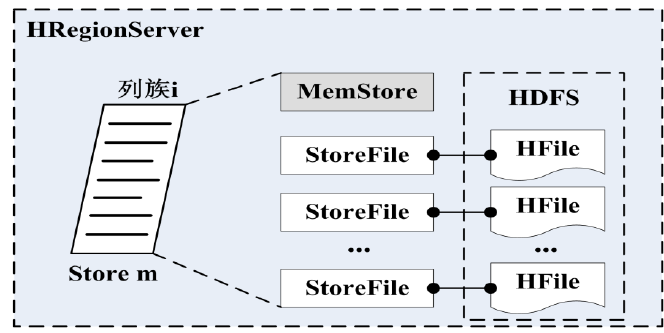 HRegionServer
列族i
MemStore
HDFS
StoreFile
HFile
StoreFile
HFile
...
...
Store m
StoreFile
HFile